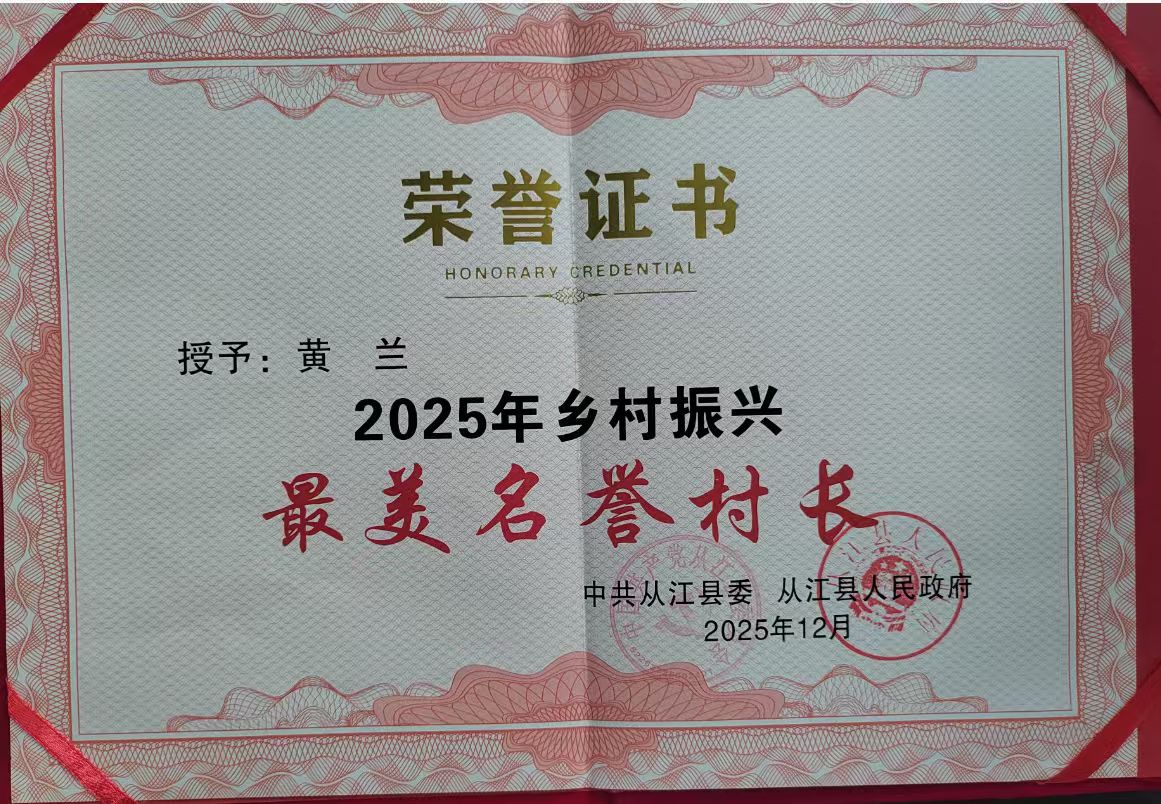 荣誉证书
HONORARY CREDENTIAL
授予：黄 兰
2025年乡村振兴
最美名誉村长
中共从江县委 从江县人民政府
2025年12月